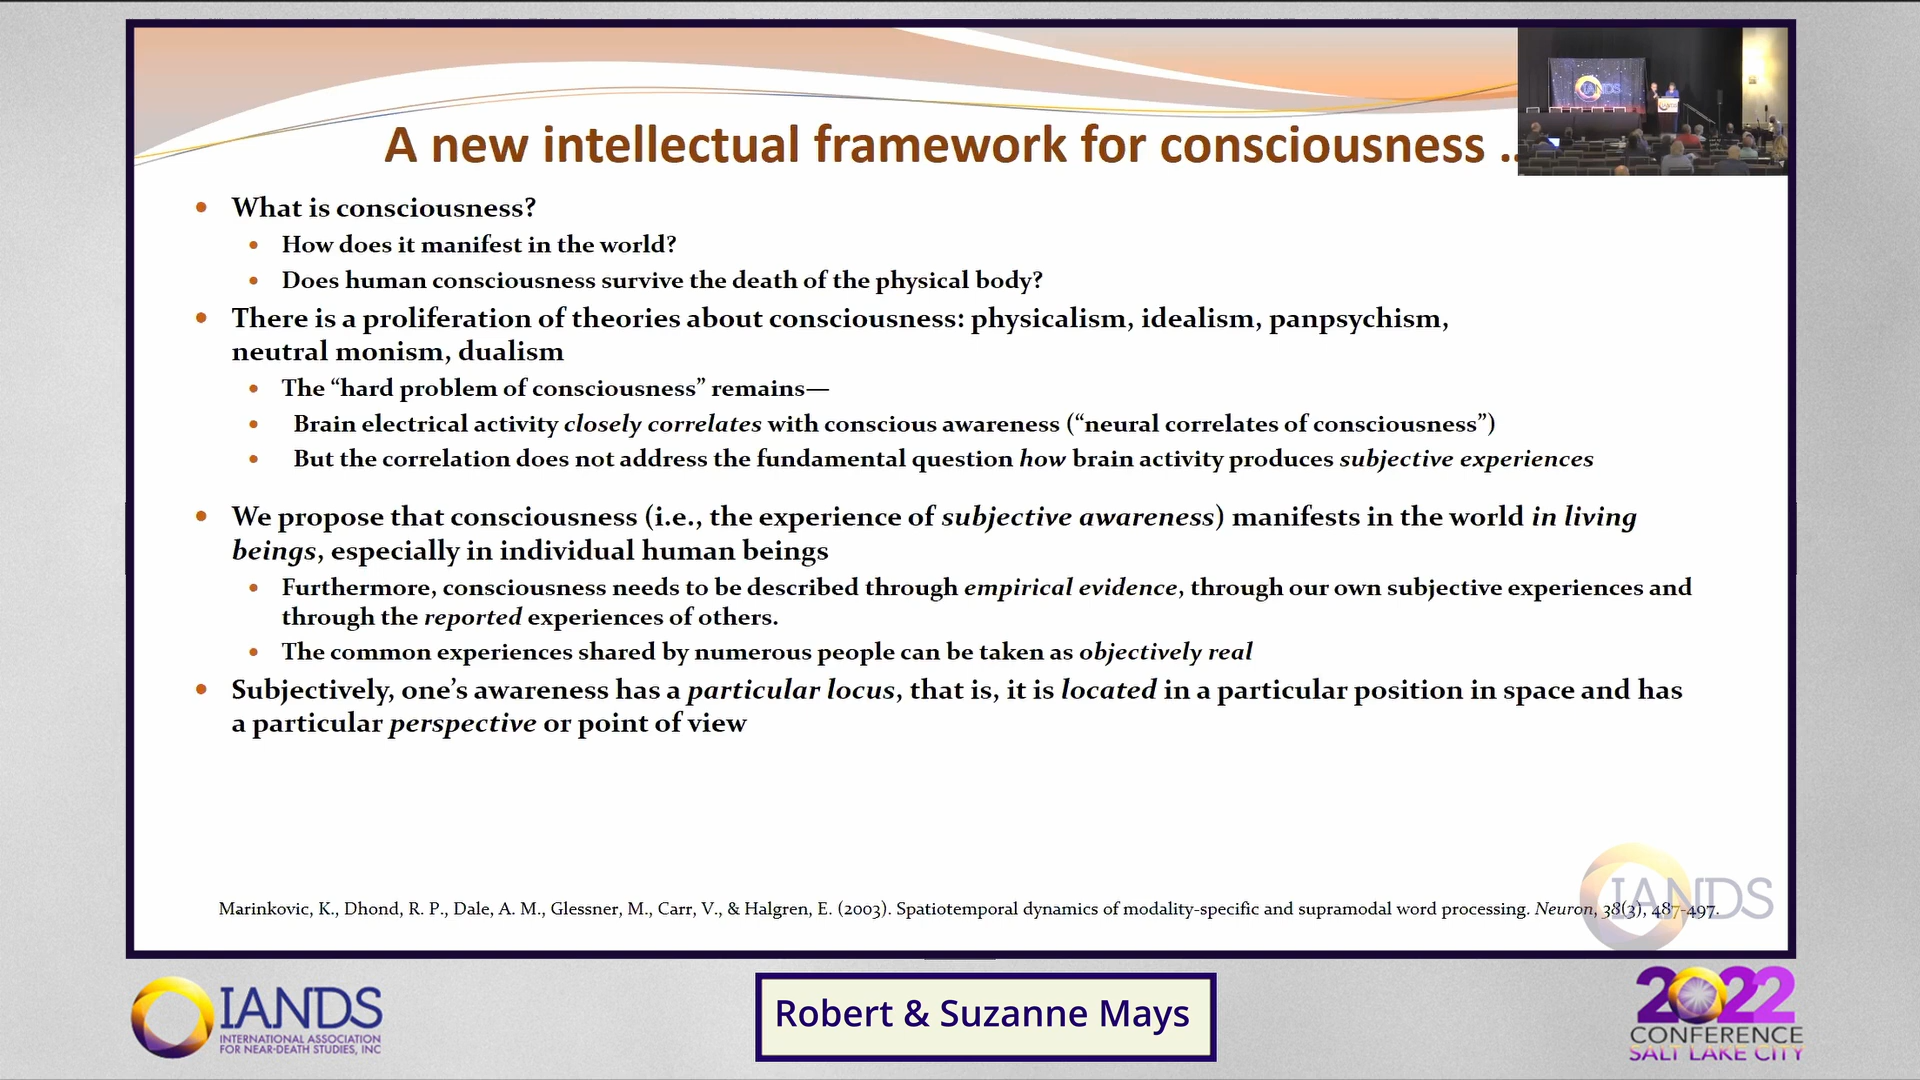 A new intellectual framework for consciousness ..
IANDS
What is consciousness?
How does it manifest in the world?
Does human consciousness survive the death of the physical body?
There is a proliferation of theories about consciousness: physicalism, idealism, panpsychism,
neutral monism, dualism
The “hard problem of consciousness” remains—
Brain electrical activity closely correlates with conscious awareness (“neural correlates of consciousness”)
But the correlation does not address the fundamental question how brain activity produces subjective experiences
We propose that consciousness (i.e., the experience of subjective awareness) manifests in the world in living
beings, especially in individual human beings
Furthermore, consciousness needs to be described through empirical evidence, through our own subjective experiences and
through the reported experiences of others.
The common experiences shared by numerous people can be taken as objectively real
Subjectively, one’s awareness has a particular locus, that is, it is located in a particular position in space and has
a particular perspective or point of view
Marinkovic, K., Dhond, R. P., Dale, A. M., Glessner, M., Carr, V., & Halgren, E. (2003). Spatiotemporal dynamics of modality-specific and supramodal word processing. Neuron, 38(3), 487-497.
IANDS
IANDS
INTERNATIONAL ASSOCIATION
FOR NEAR-DEATH STUDIES, INC
Robert & Suzanne Mays
2022
CONFERENCE
SALT LAKE CITY